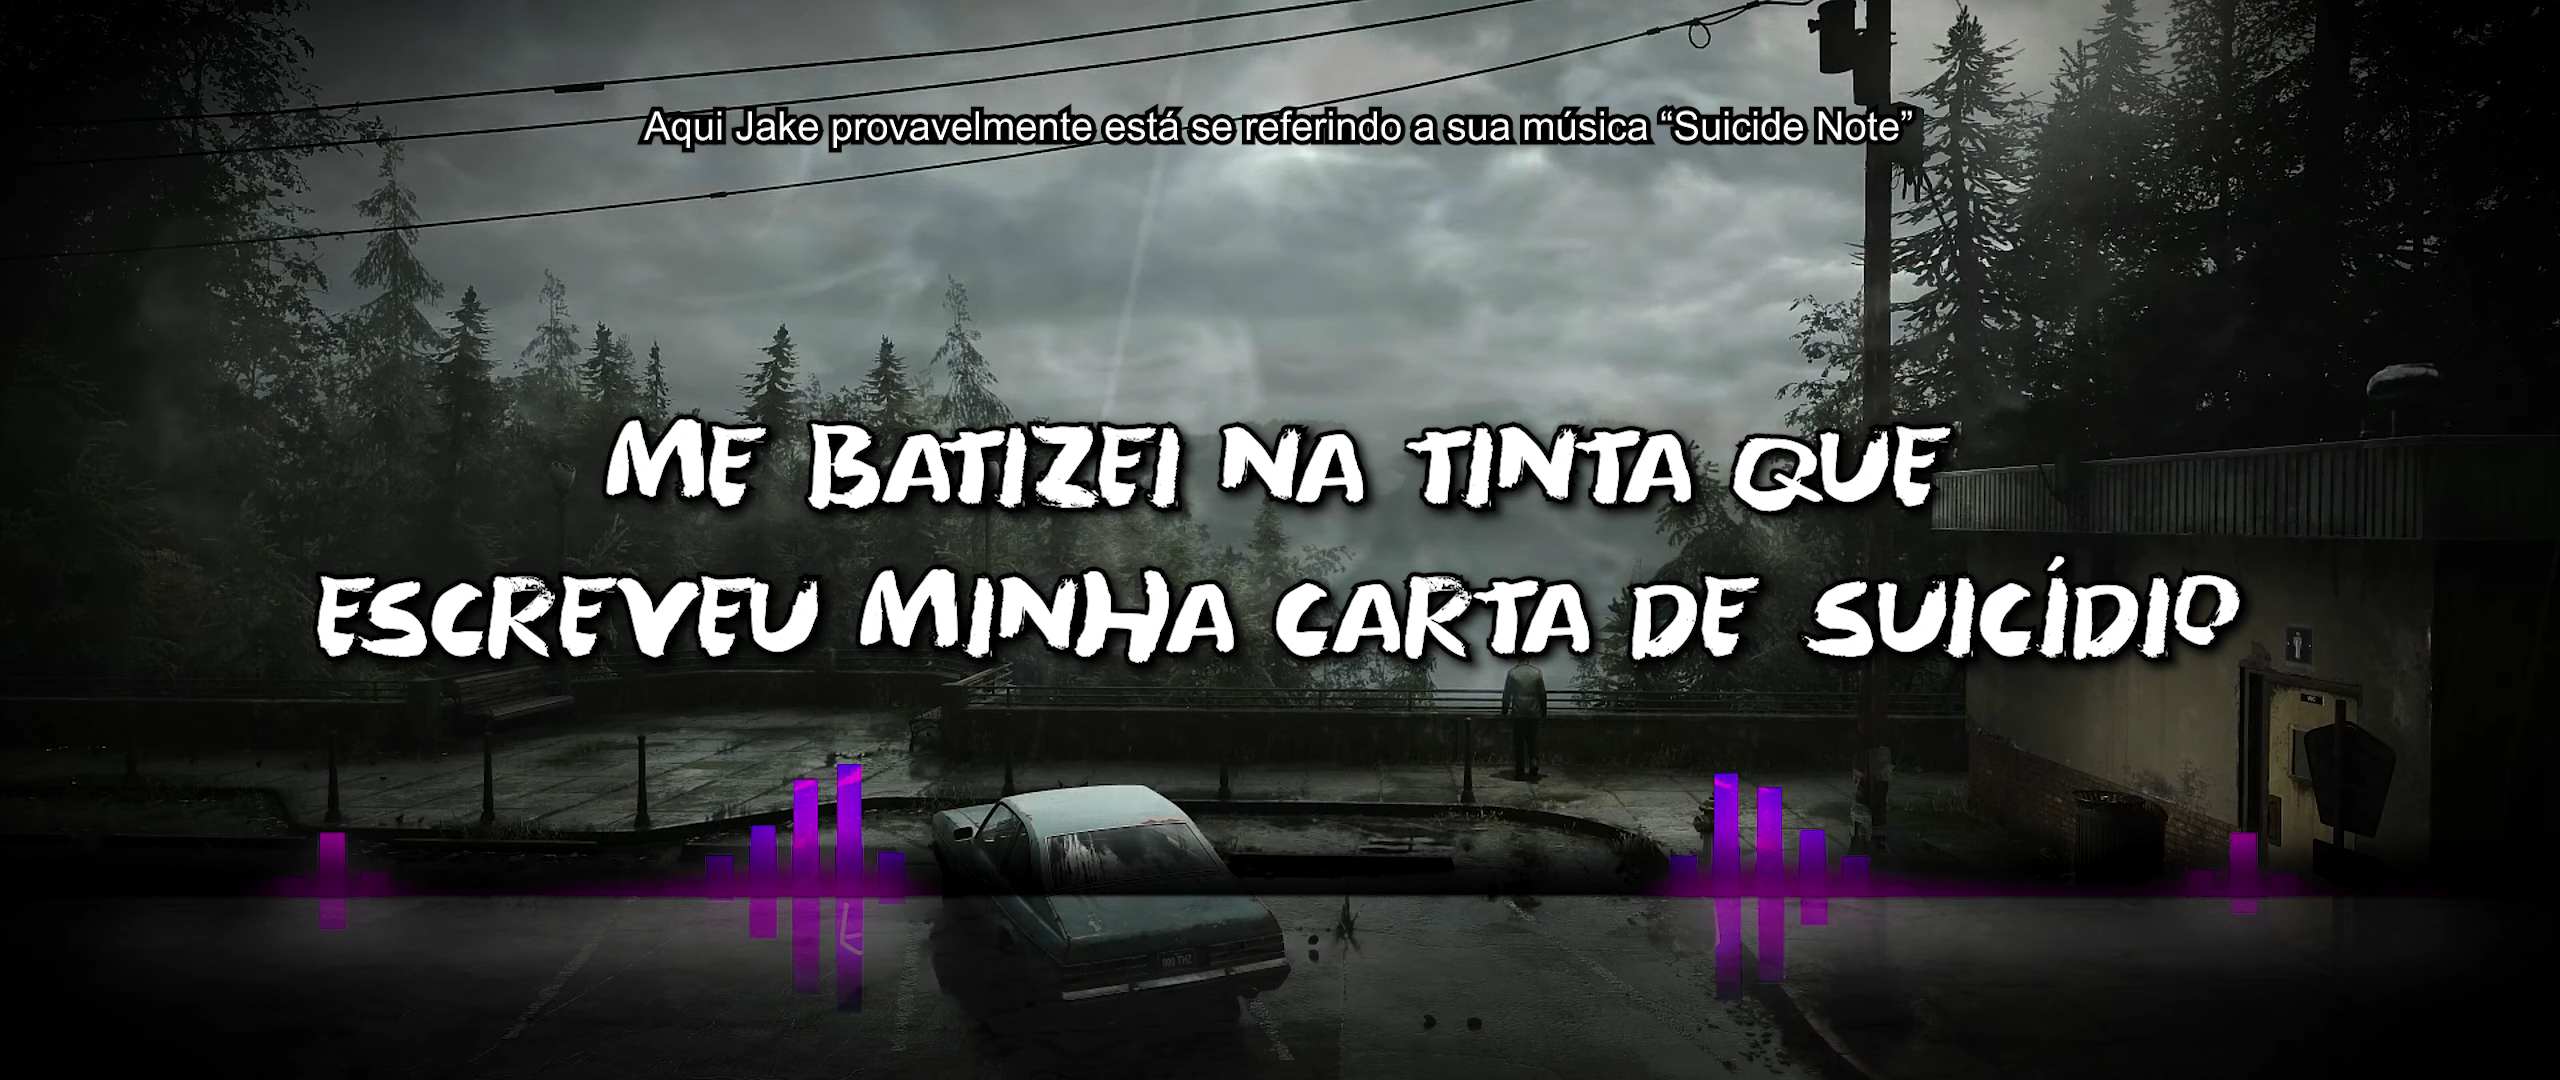 Aqui Jake provavelmente está se referindo a sua música “Suicide Note”
ME BATIZEI NA TINTA QUE
ESCREVEU MINHA CARTA DE SUICÍDIO